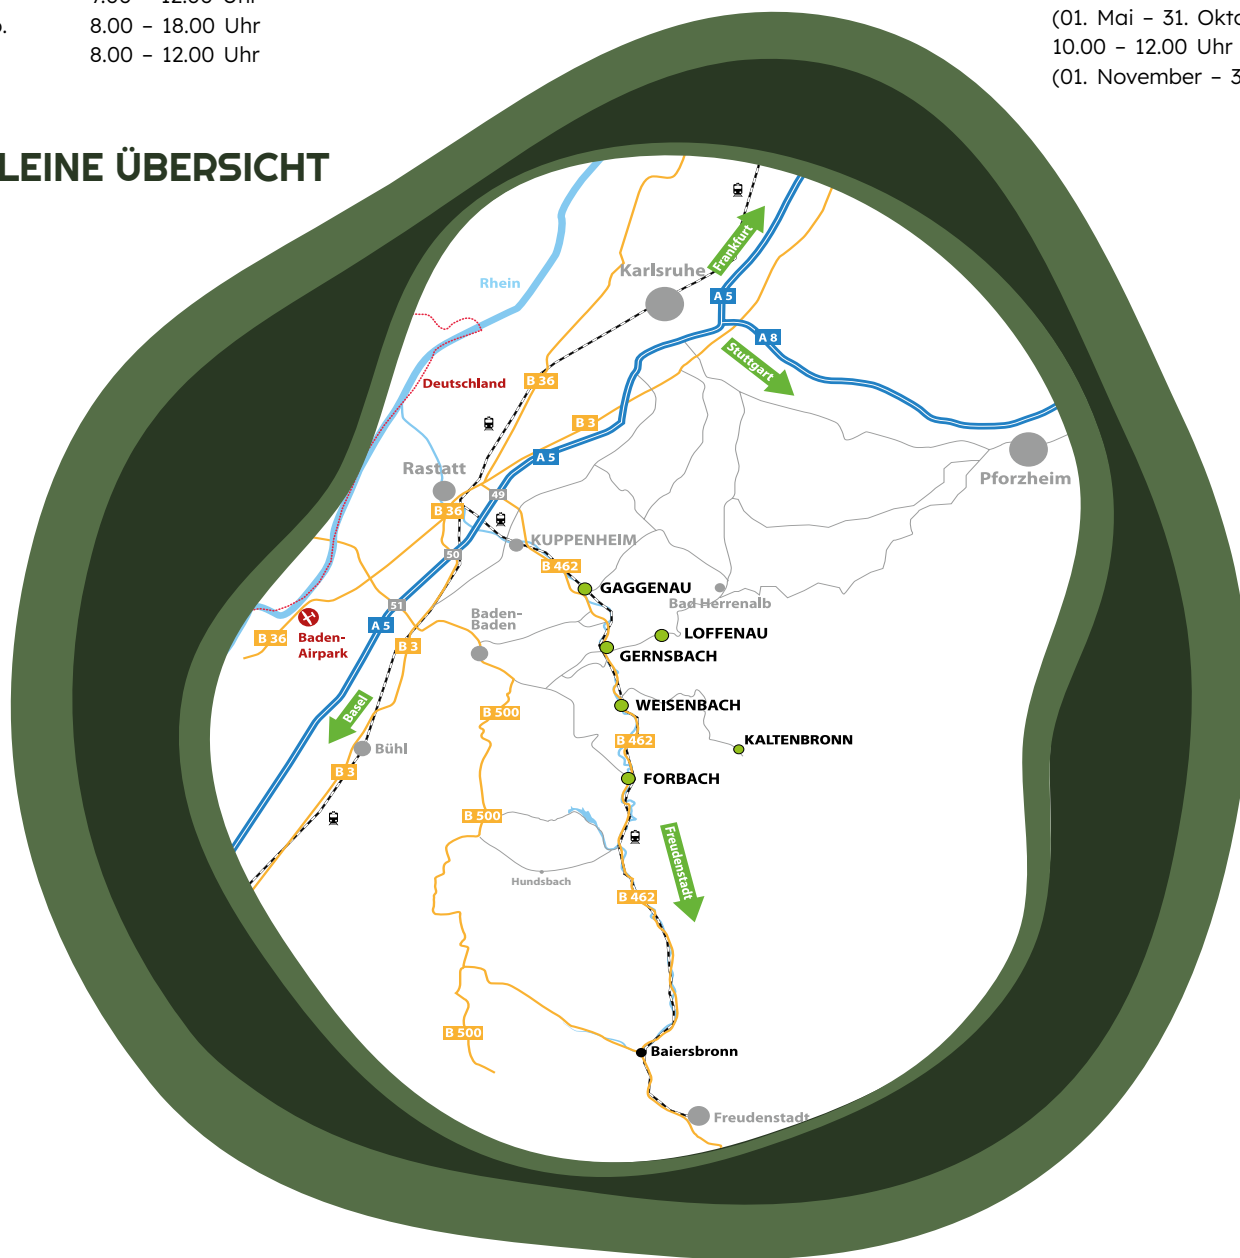 8.00 – 18.00 Uhr
8.00 – 12.00 Uhr
(01. Mai – 31. Okto
10.00 – 12.00 Uhr
(01. November – 3
LEINE ÜBERSICHT
Rhein
Karlsruhe
Frankfurt
A 5
A 8
Stuttgart
Deutschland
B 36
B 3
A 5
Rastatt
Pforzheim
49
B 36
KUPPENHEIM
50
B 462
GAGGENAU
Bad Herrenalb
51
Baden-
Baden
A 5
B 36
Baden-
Airpark
B 3
LOFFENAU
GERNSBACH
Basel
B 500
WEISENBACH
B 462
KALTENBRONN
Bühl
B 3
FORBACH
B 500
Freudenstadt
Hundsbach
B 462
B 500
Baiersbronn
Freudenstadt